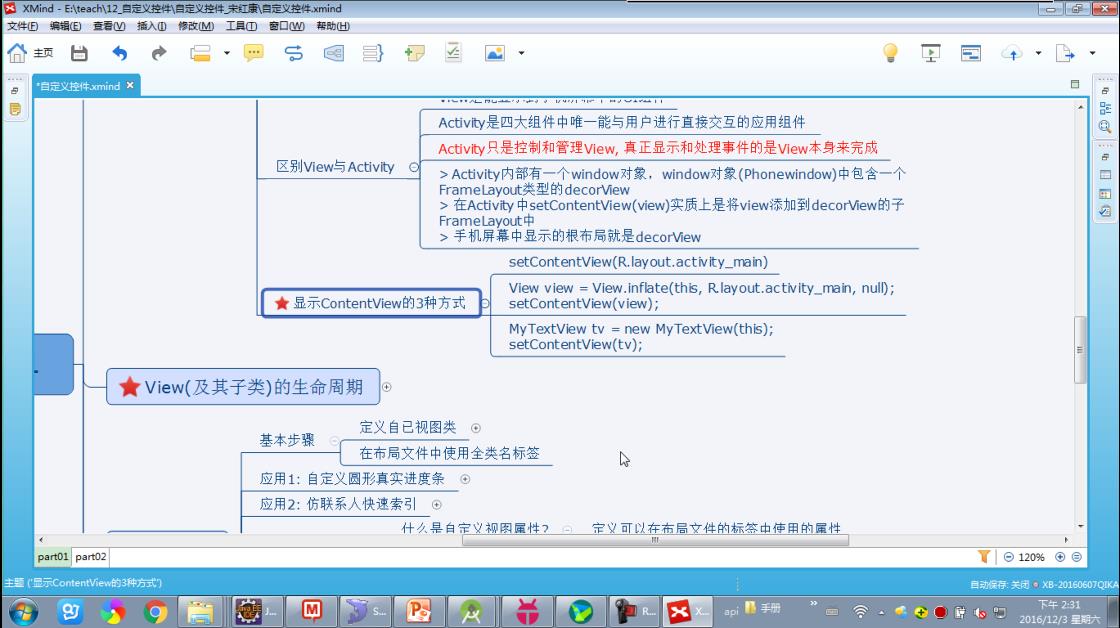 XMind - E:\teach\12_自定义控件\自定义控件_宋红康\自定义控件.xmind
文件(F) 编辑(E) 查看(V) 插入(I) 修改(M) 工具(T) 窗口(W) 帮助(H)
主页
*自定义控件.xmind
View是能显示到手机屏幕中的UI组件
Activity是四大组件中唯一能与用户进行直接交互的应用组件
Activity只是控制和管理View, 真正显示和处理事件的是View本身来完成
区别View与Activity
> Activity内部有一个window对象，window对象(Phonewindow)中包含一个
FrameLayout类型的decorView
> 在Activity中setContentView(view)实质上是将view添加到decorView的子
FrameLayout中
> 手机屏幕中显示的根布局就是decorView
setContentView(R.layout.activity_main)
View view = View.inflate(this, R.layout.activity_main, null);
显示ContentView的3种方式
setContentView(view);
MyTextView tv = new MyTextView(this);
setContentView(tv);
View(及其子类)的生命周期
定义自已视图类
基本步骤
在布局文件中使用全类名标签
应用1: 自定义圆形真实进度条
应用2: 仿联系人快速索引
什么是自定义视图属性? 定义可以在布局文件的标签中使用的属性
part01 part02
120%
主题 ('显示ContentView的3种方式')
自动保存: 关闭 XB-20160607QIKA
J... S... R... X... api 手册 »
下午 2:31
2016/12/3 星期六